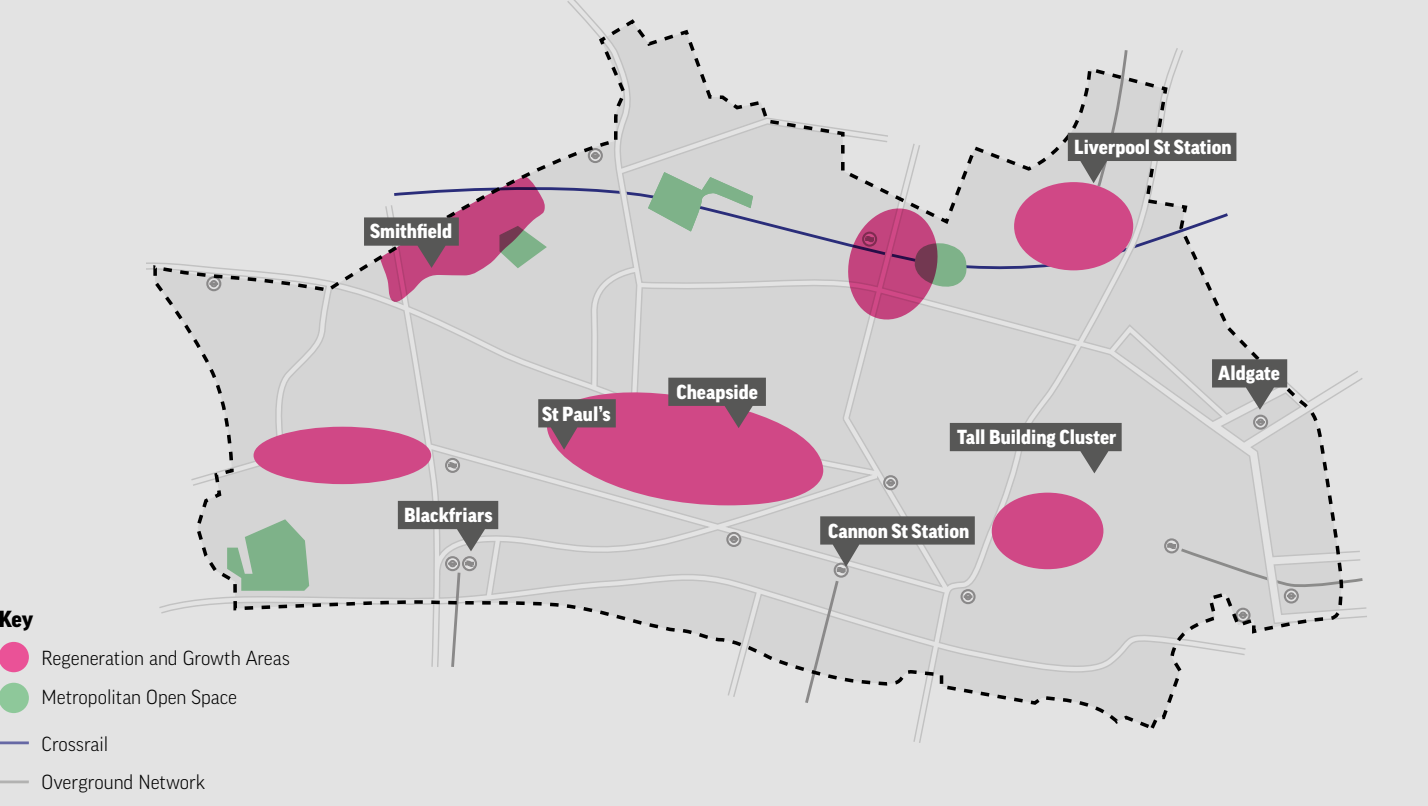 Liverpool St Station
Smithfield
Aldgate
Cheapside
St Paul's
Tall Building Cluster
Blackfriars
Cannon St Station
Key
Regeneration and Growth Areas
Metropolitan Open Space
Crossrail
Overground Network